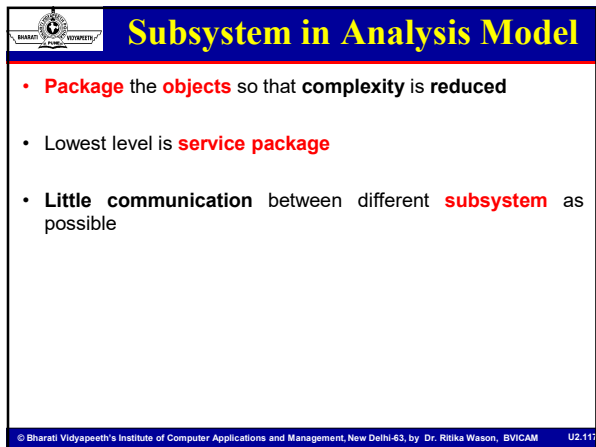 BHARATI VIDYAPEETH
PUNE
Subsystem in Analysis Model
• Package the objects so that complexity is reduced
• Lowest level is service package
• Little communication between different subsystem as
possible
© Bharati Vidyapeeth's Institute of Computer Applications and Management, New Delhi-63, by Dr. Ritika Wason, BVICAM U2.117